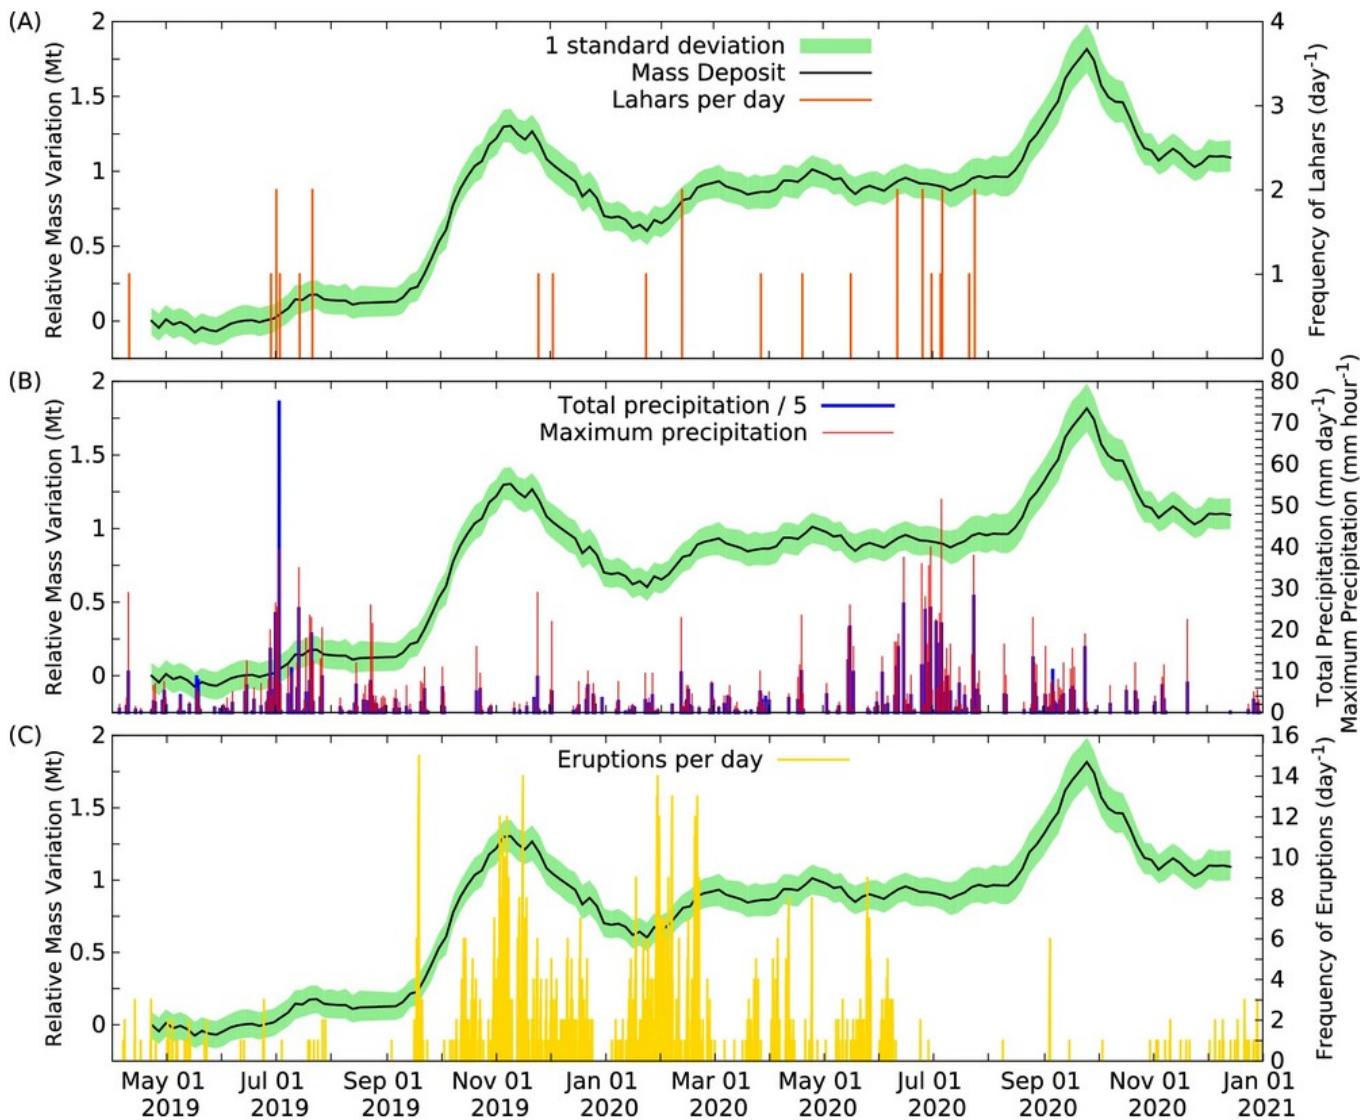 (A)
Relative Mass Variation (Mt)
2
1.5
1
0.5
0
1 standard deviation
Mass Deposit
Lahars per day
4
3
2
1
0
Frequency of Lahars (day⁻¹)
(B)
Relative Mass Variation (Mt)
2
1.5
1
0.5
0
Total precipitation / 5
Maximum precipitation
80
70
60
50
40
30
20
10
0
Total Precipitation (mm day⁻¹)
Maximum Precipitation (mm hour⁻¹)
(C)
Relative Mass Variation (Mt)
2
1.5
1
0.5
0
Eruptions per day
16
14
12
10
8
6
4
2
0
Frequency of Eruptions (day⁻¹)
May 01 Jul 01 Sep 01 Nov 01 Jan 01 Mar 01 May 01 Jul 01 Sep 01 Nov 01 Jan 01
2019 2019 2019 2019 2020 2020 2020 2020 2020 2020 2021